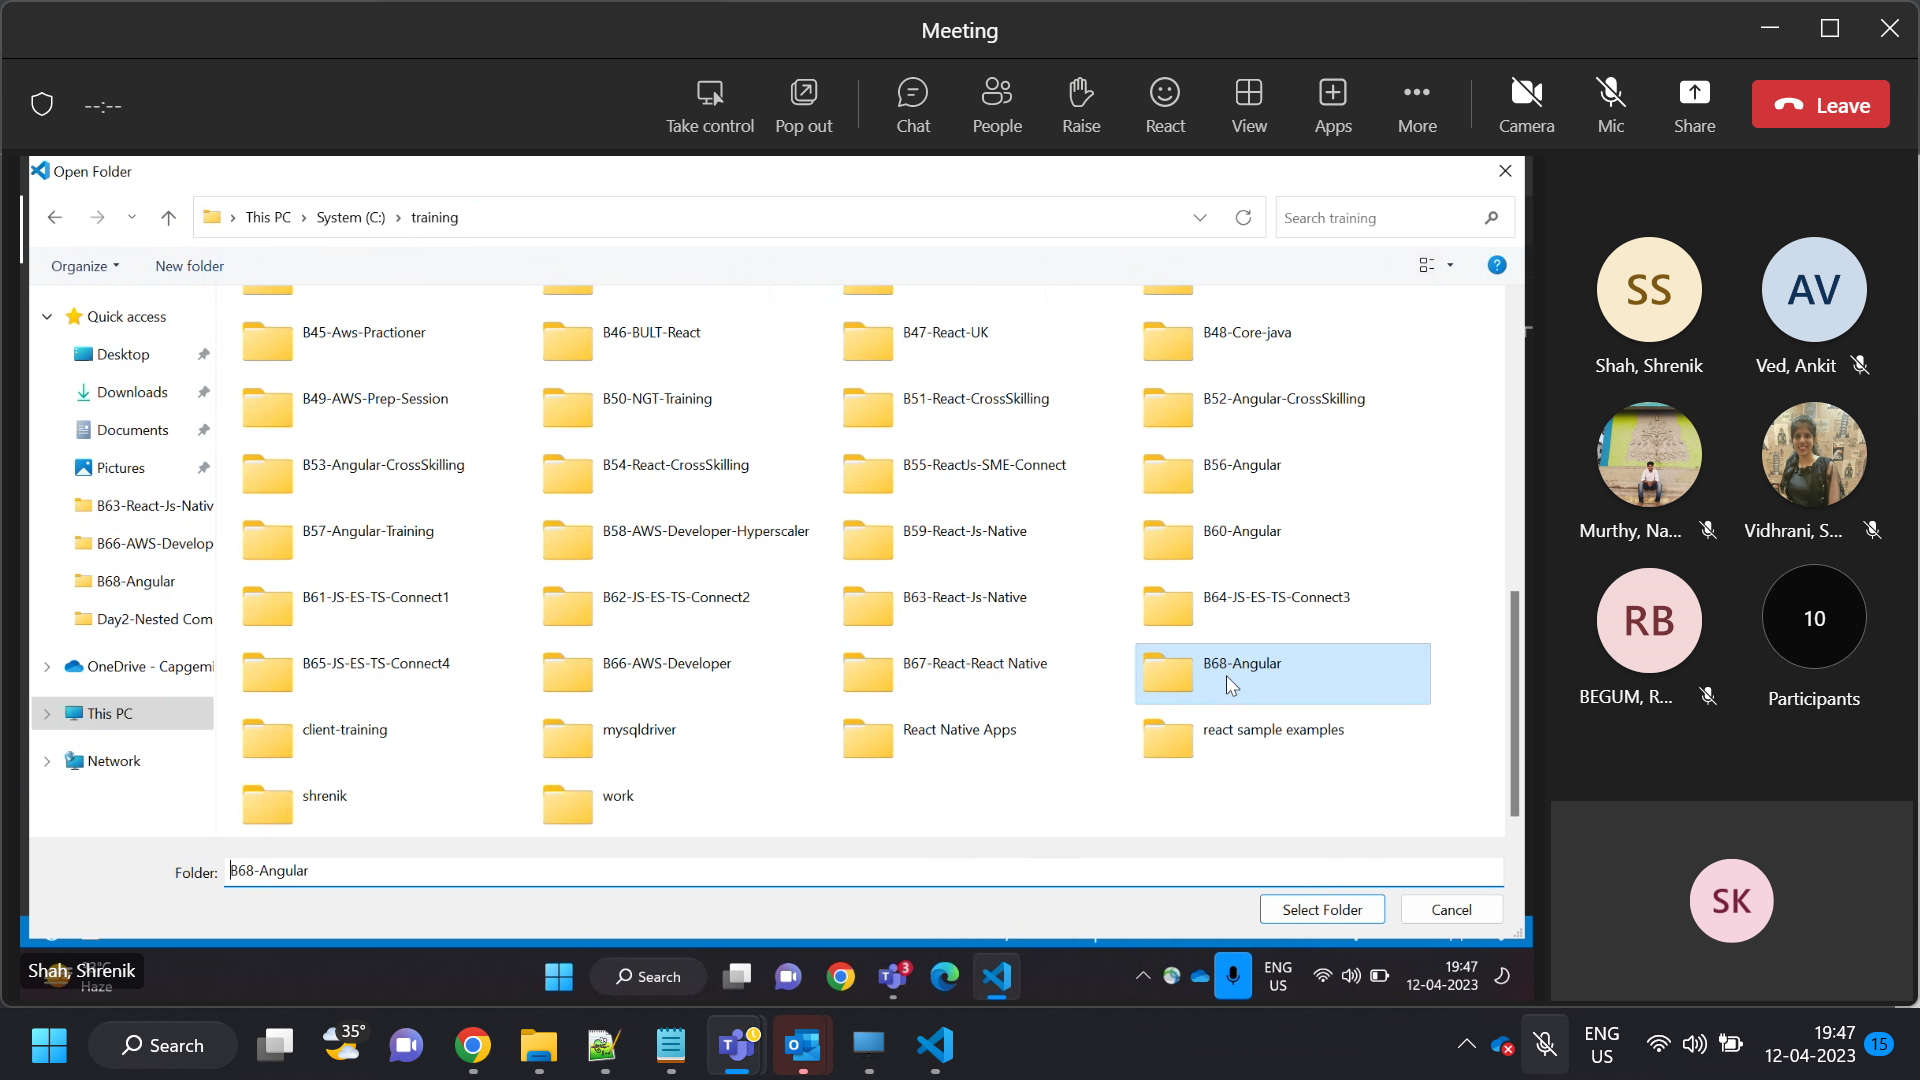 Meeting
--:--
Take control
Pop out
Chat
People
Raise
React
View
Apps
More
Camera
Mic
Share
Leave
Open Folder
This PC > System (C:) > training
Search training
Organize
New folder
?
Quick access
Desktop
Downloads
Documents
Pictures
B63-React-Js-Nativ
B66-AWS-Develop
B68-Angular
Day2-Nested Com
OneDrive - Capgemi
This PC
Network
B45-Aws-Practioner
B46-BULT-React
B47-React-UK
B48-Core-java
B49-AWS-Prep-Session
B50-NGT-Training
B51-React-CrossSkilling
B52-Angular-CrossSkilling
B53-Angular-CrossSkilling
B54-React-CrossSkilling
B55-ReactJs-SME-Connect
B56-Angular
B57-Angular-Training
B58-AWS-Developer-Hyperscaler
B59-React-Js-Native
B60-Angular
B61-JS-ES-TS-Connect1
B62-JS-ES-TS-Connect2
B63-React-Js-Native
B64-JS-ES-TS-Connect3
B65-JS-ES-TS-Connect4
B66-AWS-Developer
B67-React-React Native
B68-Angular
client-training
mysqldriver
React Native Apps
react sample examples
shrenik
work
Folder: B68-Angular
Select Folder
Cancel
SS
Shah, Shrenik
AV
Ved, Ankit
Murthy, Na...
Vidhrani, S...
RB
BEGUM, R...
10
Participants
SK
Shah, Shrenik
Haze
Search
3
ENG
US
19:47
12-04-2023
35°
Search
ENG
US
19:47
12-04-2023
15